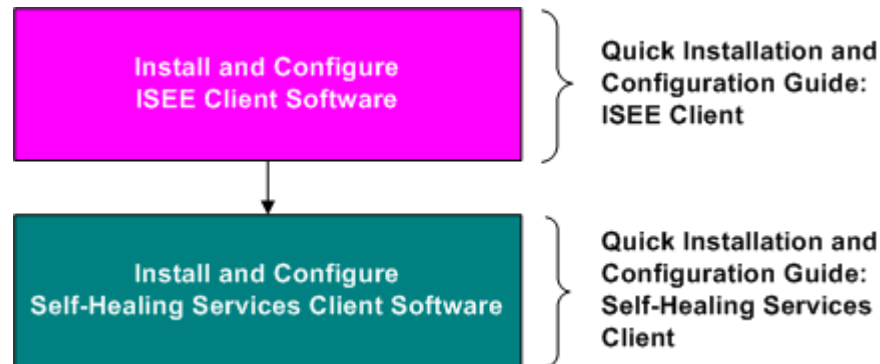 Install and Configure
ISEE Client Software
Quick Installation and
Configuration Guide:
ISEE Client
Install and Configure
Self-Healing Services Client Software
Quick Installation and
Configuration Guide:
Self-Healing Services
Client